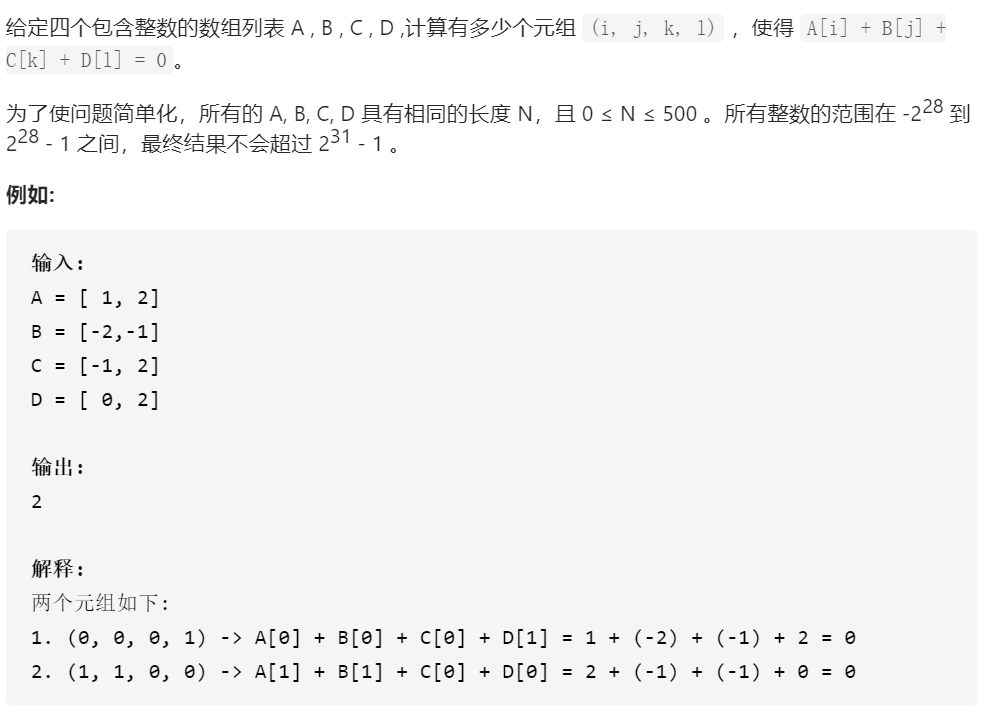 给定四个包含整数的数组列表 A , B , C , D ,计算有多少个元组 (i, j, k, l) ，使得 A[i] + B[j] +
C[k] + D[l] = 0。
为了使问题简单化，所有的 A, B, C, D 具有相同的长度 N，且 0 ≤ N ≤ 500 。所有整数的范围在 -2²⁸ 到
2²⁸ - 1 之间，最终结果不会超过 2³¹ - 1 。
例如:
输入:
A = [ 1, 2]
B = [-2,-1]
C = [-1, 2]
D = [ 0, 2]
输出:
2
解释:
两个元组如下:
1. (0, 0, 0, 1) -> A[0] + B[0] + C[0] + D[1] = 1 + (-2) + (-1) + 2 = 0
2. (1, 1, 0, 0) -> A[1] + B[1] + C[0] + D[0] = 2 + (-1) + (-1) + 0 = 0